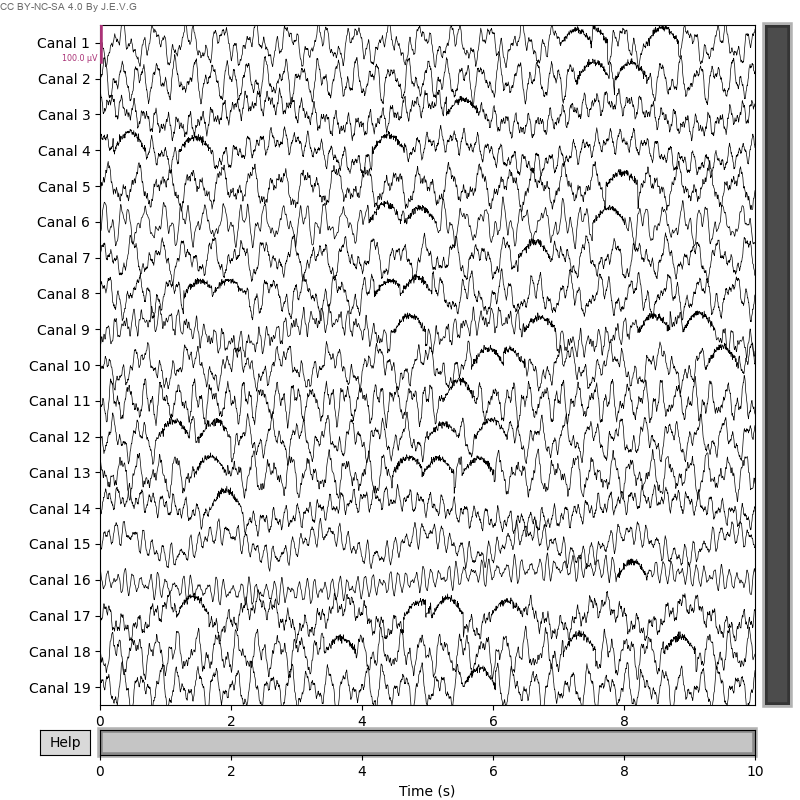 CC BY-NC-SA 4.0 By J.E.V.G
Canal 1
100.0 µV
Canal 2
Canal 3
Canal 4
Canal 5
Canal 6
Canal 7
Canal 8
Canal 9
Canal 10
Canal 11
Canal 12
Canal 13
Canal 14
Canal 15
Canal 16
Canal 17
Canal 18
Canal 19
0 2 4 6 8
Help
0 2 4 6 8 10
Time (s)